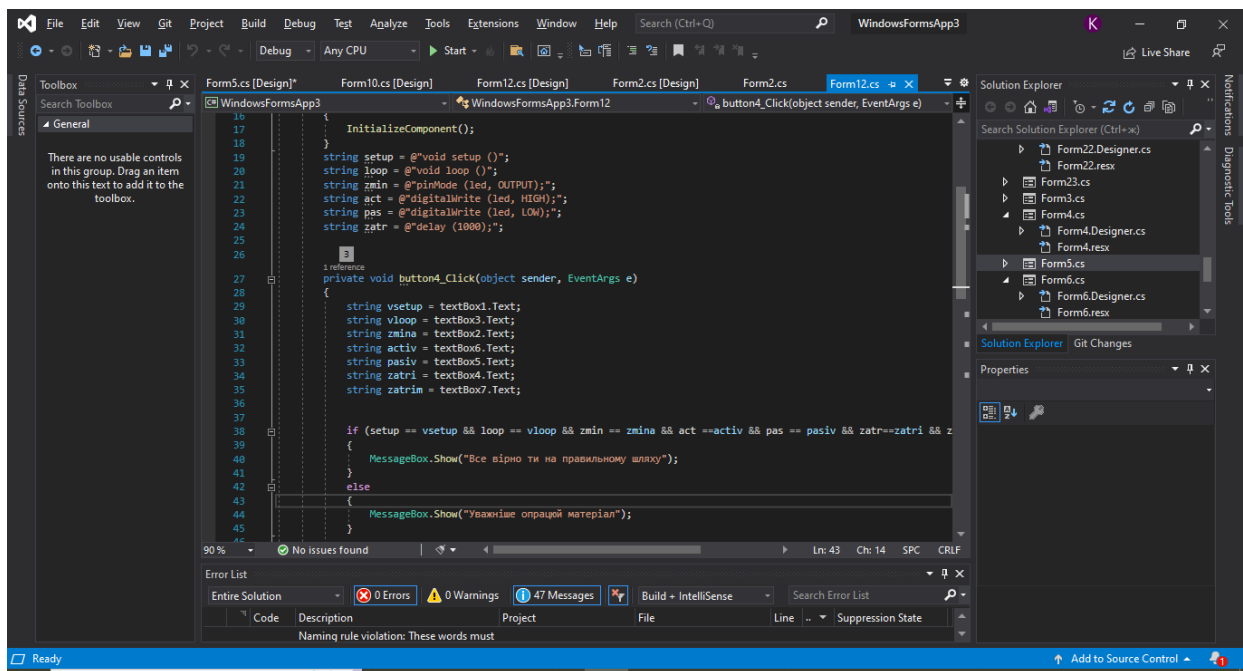 File Edit View Git Project Build Debug Test Analyze Tools Extensions Window Help Search (Ctrl+Q) WindowsFormsApp3 K
Debug Any CPU Start Live Share
Data Sources
Toolbox
Search Toolbox
General
There are no usable controls
in this group. Drag an item
onto this text to add it to the
toolbox.
Form5.cs [Design]* Form10.cs [Design] Form12.cs [Design] Form2.cs [Design] Form2.cs Form12.cs
WindowsFormsApp3 WindowsFormsApp3.Form12 button4_Click(object sender, EventArgs e)
16 {
17 InitializeComponent();
18 }
19 string setup = @"void setup ()";
20 string loop = @"void loop ()";
21 string zmin = @"pinMode (led, OUTPUT);";
22 string act = @"digitalWrite (led, HIGH);";
23 string pas = @"digitalWrite (led, LOW);";
24 string zatr = @"delay (1000);";
25
26 3
1 reference
27 private void button4_Click(object sender, EventArgs e)
28 {
29 string vsetup = textBox1.Text;
30 string vloop = textBox3.Text;
31 string zmina = textBox2.Text;
32 string activ = textBox6.Text;
33 string pasiv = textBox5.Text;
34 string zatri = textBox4.Text;
35 string zatrim = textBox7.Text;
36
37
38 if (setup == vsetup && loop == vloop && zmin == zmina && act ==activ && pas == pasiv && zatr==zatri && z
39 {
40 MessageBox.Show("Все вірно ти на правильному шляху");
41 }
42 else
43 {
44 MessageBox.Show("Уважніше опрацюй матеріал");
45 }
46
90 % No issues found Ln: 43 Ch: 14 SPC CRLF
Error List
Entire Solution 0 Errors 0 Warnings 47 Messages Build + IntelliSense Search Error List
Code Description Project File Line .. Suppression State
Naming rule violation: These words must
Solution Explorer
Search Solution Explorer (Ctrl+ж)
Form22.Designer.cs
Form22.resx
Form23.cs
Form3.cs
Form4.cs
Form4.Designer.cs
Form4.resx
Form5.cs
Form6.cs
Form6.Designer.cs
Form6.resx
Solution Explorer Git Changes
Properties
Notifications
Diagnostic Tools
Ready Add to Source Control 1